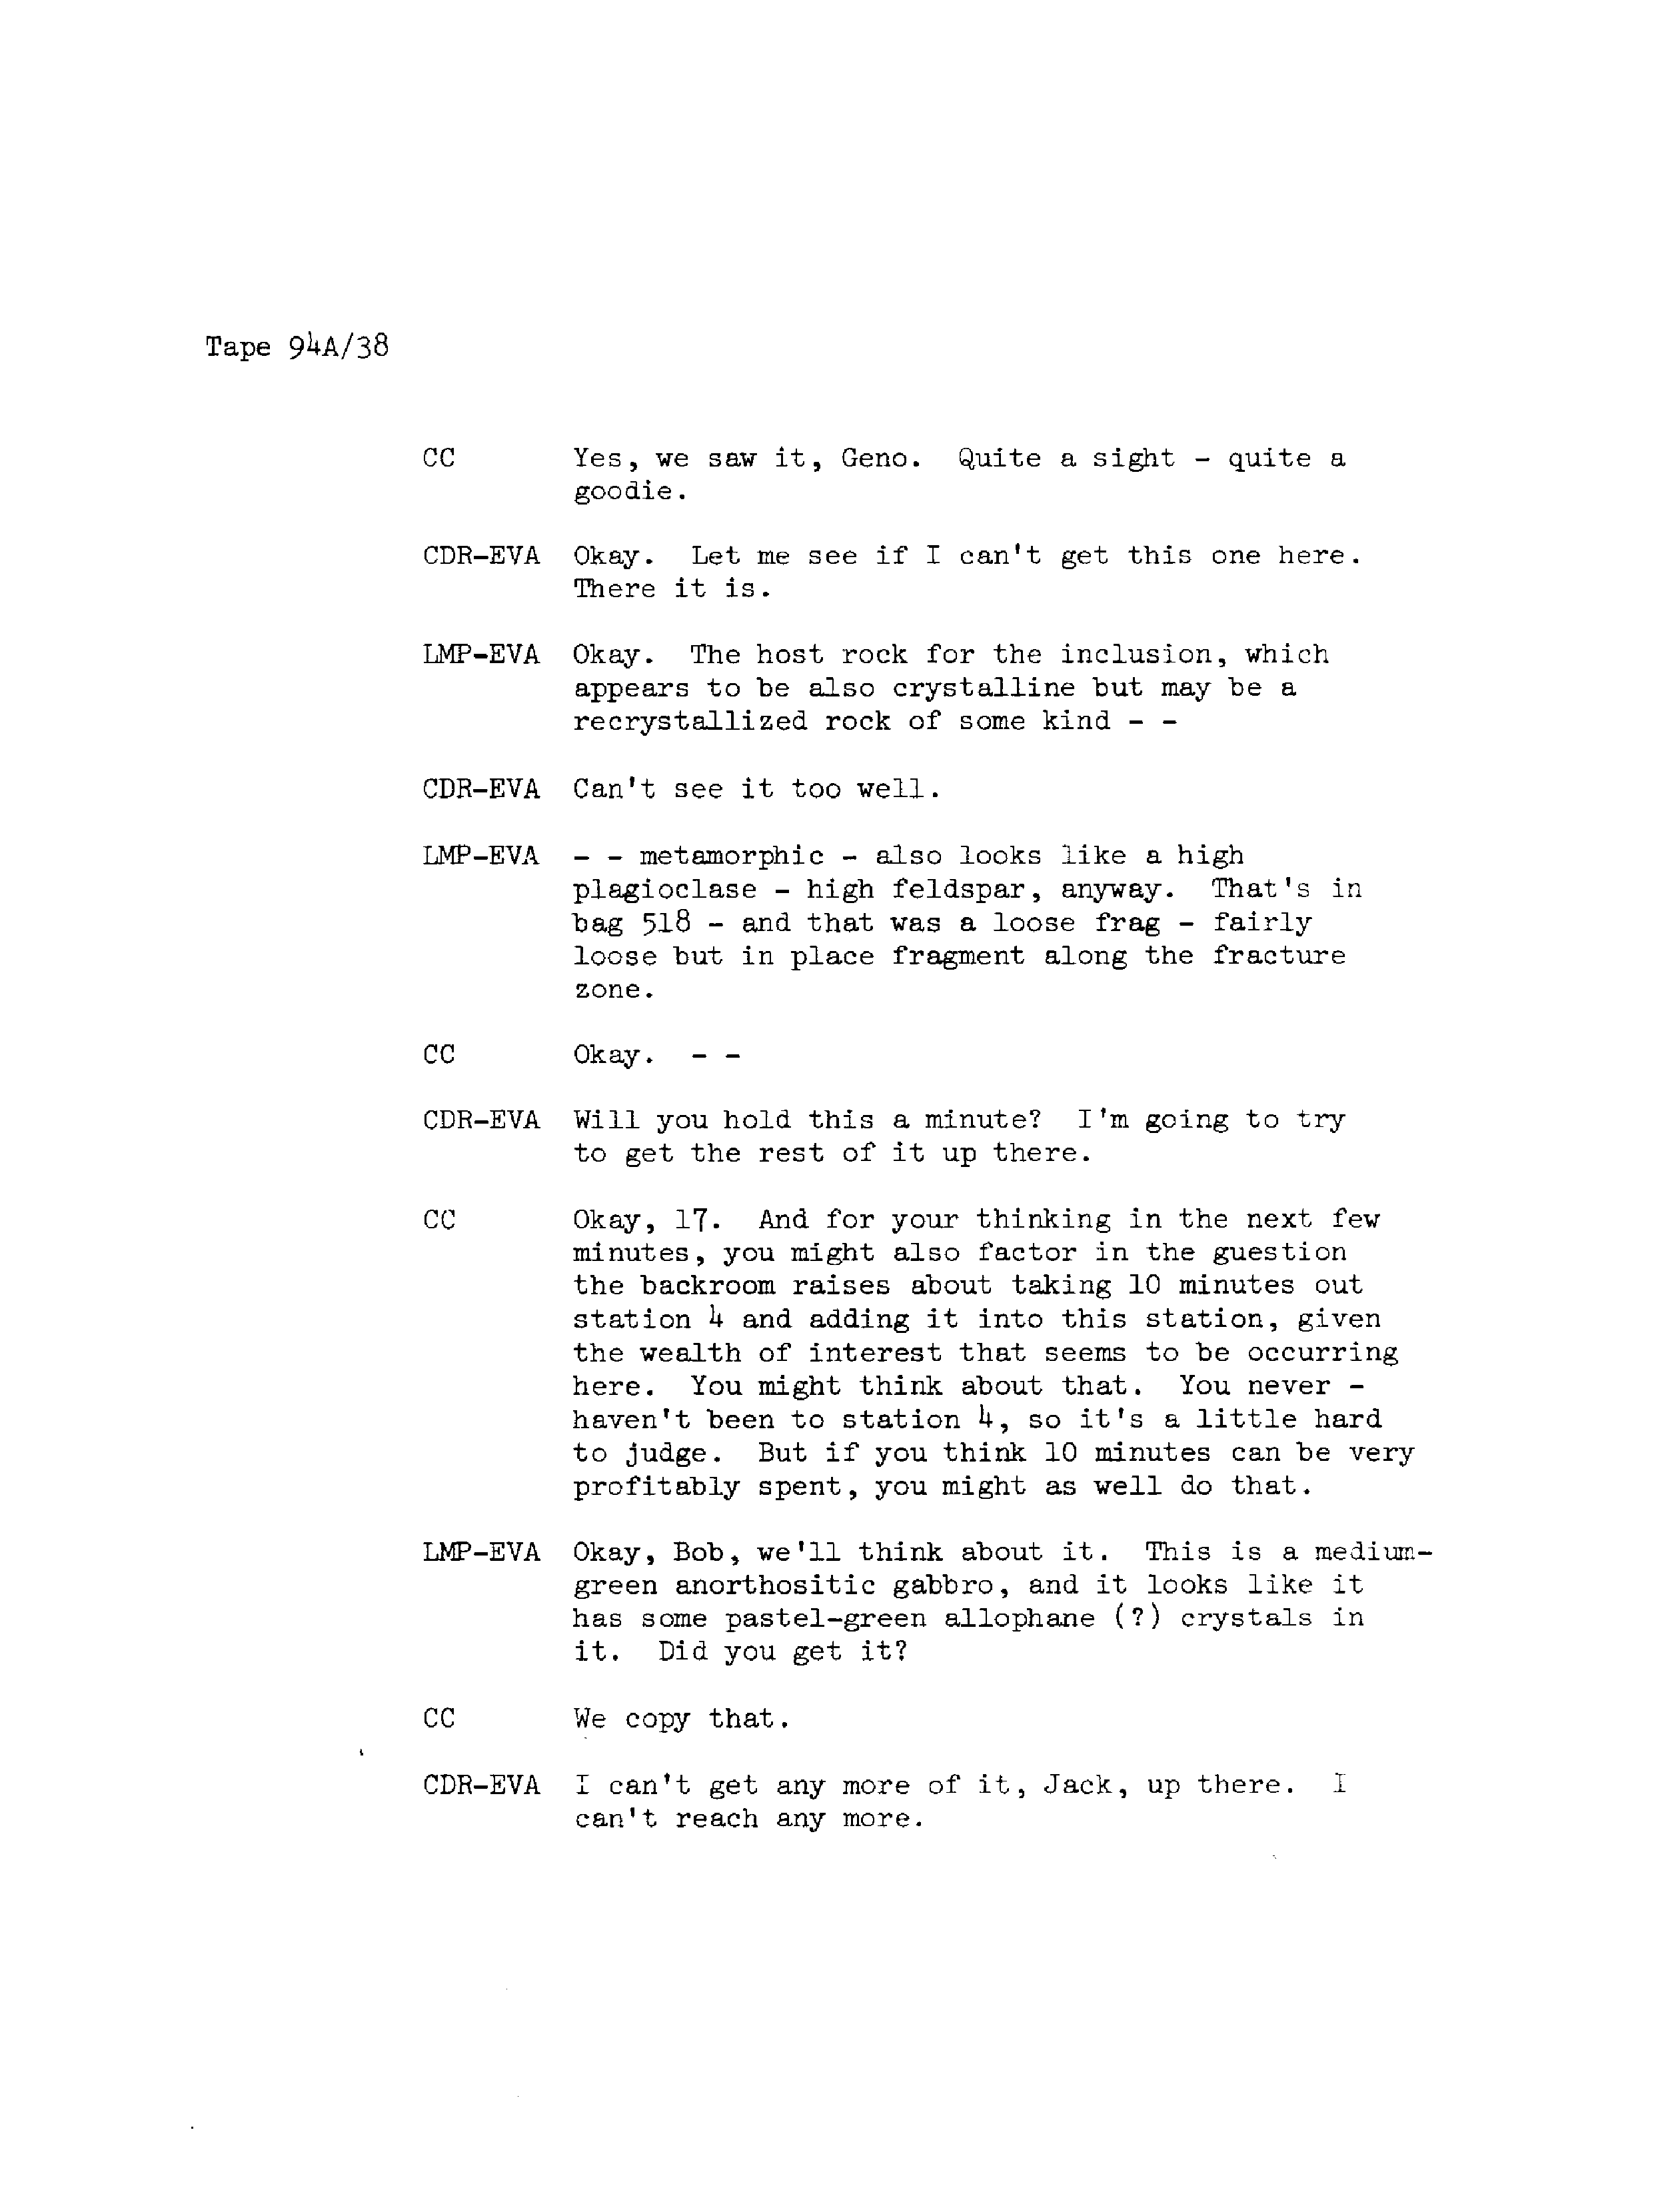 Tape 94A/38
CC Yes, we saw it, Geno. Quite a sight - quite a
goodie.
CDR-EVA Okay. Let me see if I can't get this one here.
There it is.
LMP-EVA Okay. The host rock for the inclusion, which
appears to be also crystalline but may be a
recrystallized rock of some kind - -
CDR-EVA Can't see it too well.
LMP-EVA - - metamorphic - also looks like a high
plagioclase - high feldspar, anyway. That's in
bag 518 - and that was a loose frag - fairly
loose but in place fragment along the fracture
zone.
CC Okay. - -
CDR-EVA Will you hold this a minute? I'm going to try
to get the rest of it up there.
CC Okay, 17. And for your thinking in the next few
minutes, you might also factor in the guestion
the backroom raises about taking 10 minutes out
station 4 and adding it into this station, given
the wealth of interest that seems to be occurring
here. You might think about that. You never -
haven't been to station 4, so it's a little hard
to judge. But if you think 10 minutes can be very
profitably spent, you might as well do that.
LMP-EVA Okay, Bob, we'll think about it. This is a medium-
green anorthositic gabbro, and it looks like it
has some pastel-green allophane (?) crystals in
it. Did you get it?
CC We copy that.
CDR-EVA I can't get any more of it, Jack, up there. I
can't reach any more.